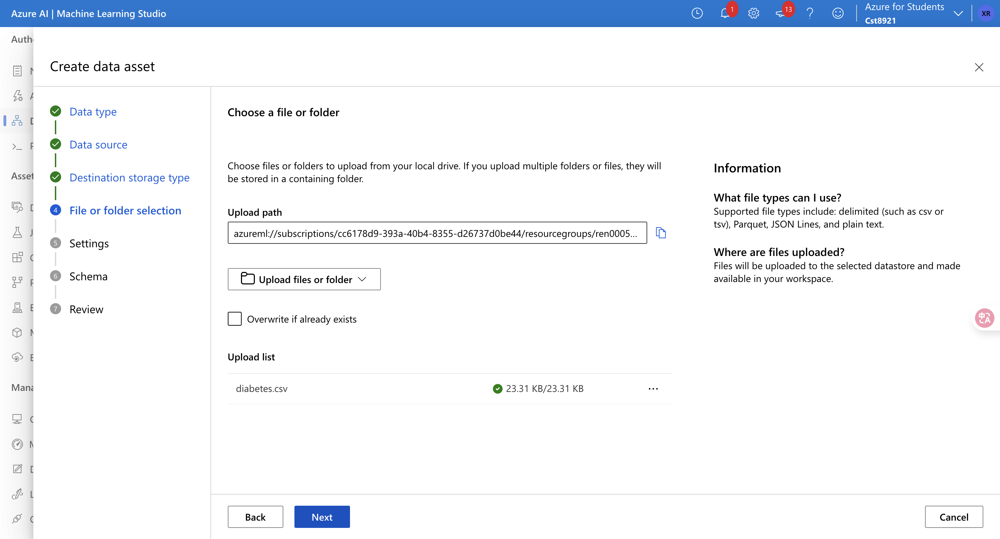 Azure AI | Machine Learning Studio
1
13
Azure for Students
Cst8921
XR
Create data asset
Data type
Data source
Destination storage type
4 File or folder selection
5 Settings
6 Schema
7 Review
Choose a file or folder
Choose files or folders to upload from your local drive. If you upload multiple folders or files, they will
be stored in a containing folder.
Upload path
azureml://subscriptions/cc6178d9-393a-40b4-8355-d26737d0be44/resourcegroups/ren0005...
Upload files or folder
Overwrite if already exists
Upload list
diabetes.csv 23.31 KB/23.31 KB ...
Information
What file types can I use?
Supported file types include: delimited (such as csv or
tsv), Parquet, JSON Lines, and plain text.
Where are files uploaded?
Files will be uploaded to the selected datastore and made
available in your workspace.
中A
Back
Next
Cancel